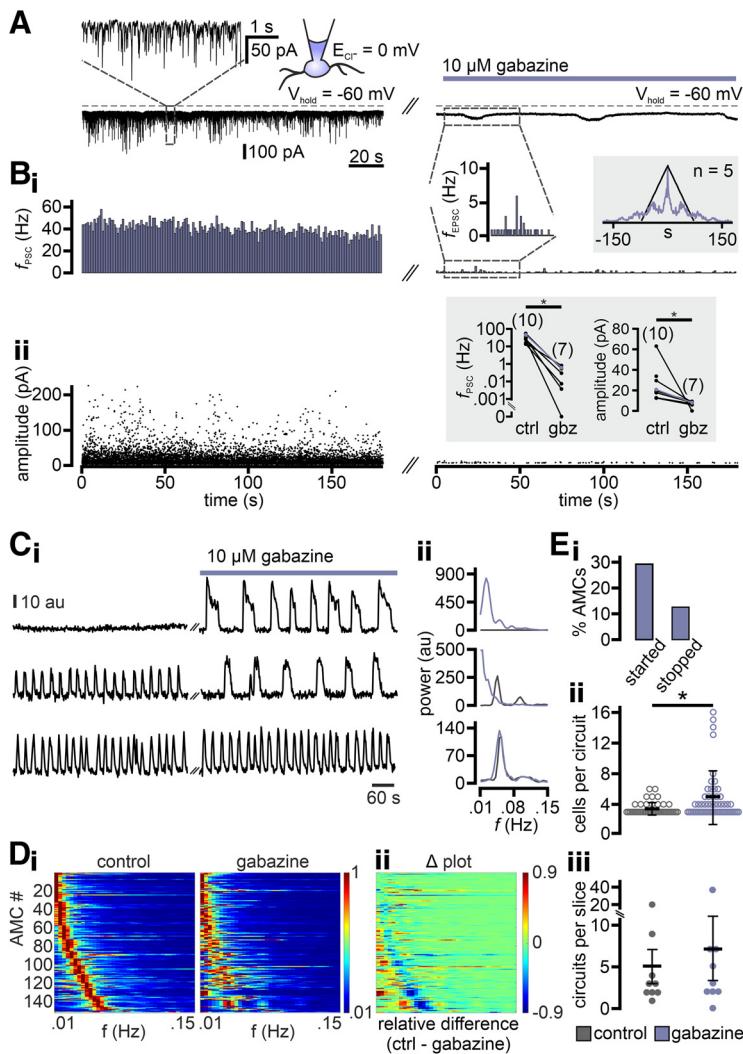 A
1 s
50 pA
E Cl⁻ = 0 mV
V hold = -60 mV
100 pA
20 s
10 µM gabazine
V hold = -60 mV
B i
f PSC (Hz)
60
40
20
0
f EPSC (Hz)
10
5
0
n = 5
-150
s
150
ii
amplitude (pA)
200
100
0
0
50
100
150
time (s)
f PSC (Hz)
100
10
1
.01
.001
0
*
(10)
(7)
ctrl
gbz
amplitude (pA)
80
60
40
20
0
*
(10)
(7)
ctrl
gbz
0
50
100
150
time (s)
C i
10 µM gabazine
10 au
60 s
ii
power (au)
900
450
0
500
250
0
140
70
0
.01
.08
.15
f (Hz)
D i
control
gabazine
AMC #
20
40
60
80
100
120
140
.01
f (Hz)
.15
.01
f (Hz)
.15
1
.01
ii
Δ plot
0.9
0
-0.9
relative difference
(ctrl - gabazine)
E i
% AMCs
30
20
10
0
started
stopped
ii
cells per circuit
16
12
8
4
0
*
iii
circuits per slice
40
20
10
5
0
control
gabazine